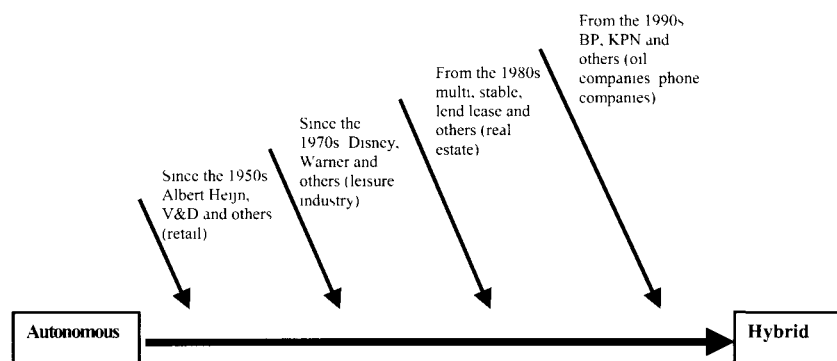 Since the 1950s
Albert Heijn,
V&D and others
(retail)
Since the
1970s Disney,
Warner and
others (leisure
industry)
From the 1980s
multi, stable,
lend lease and
others (real
estate)
From the 1990s
BP, KPN and
others (oil
companies phone
companies)
Autonomous
Hybrid